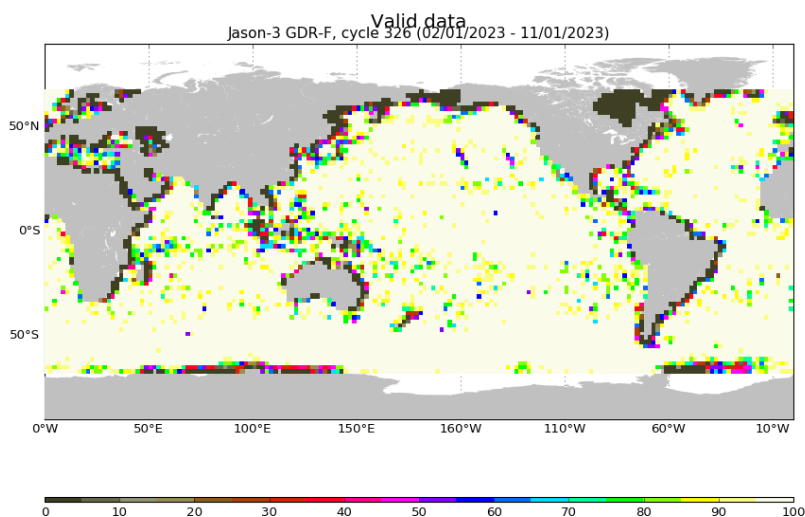 Valid data
Jason-3 GDR-F, cycle 326 (02/01/2023 - 11/01/2023)
50°N
0°S
50°S
0°W 50°E 100°E 150°E 160°W 110°W 60°W 10°W
0 10 20 30 40 50 60 70 80 90 100